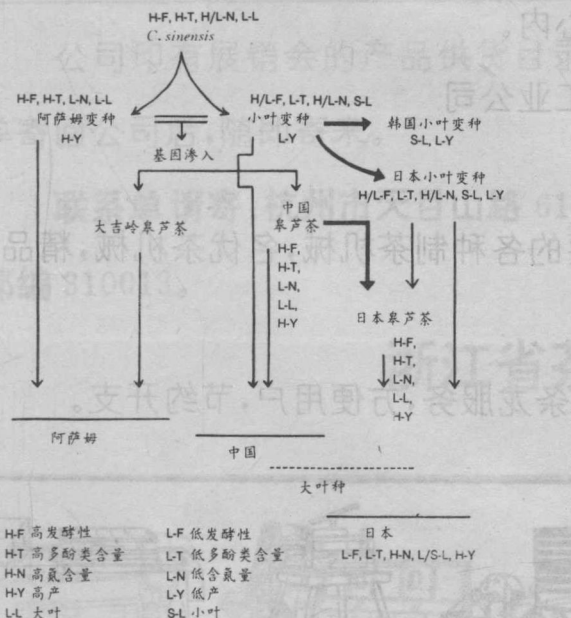 H-F, H-T, H/L-N, L-L
C. sinensis
H-F, H-T, L-N, L-L
阿萨姆变种
H-Y
H/L-F, L-T, H/L-N, S-L
小叶变种
L-Y
韩国小叶变种
S-L, L-Y
基因渗入
日本小叶变种
H/L-F, L-T, H/L-N, S-L, L-Y
大吉岭皋芦茶
中国
皋芦茶
H-F,
H-T,
L-N,
L-L,
H-Y
日本皋芦茶
H-F,
H-T,
L-N,
L-L,
H-Y
阿萨姆
中国
大叶种
日本
L-F, L-T, H-N, L/S-L, H-Y
H-F 高发酵性
H-T 高多酚类含量
H-N 高氮含量
H-Y 高产
L-L 大叶
L-F 低发酵性
L-T 低多酚类含量
L-N 低含氮量
L-Y 低产
S-L 小叶